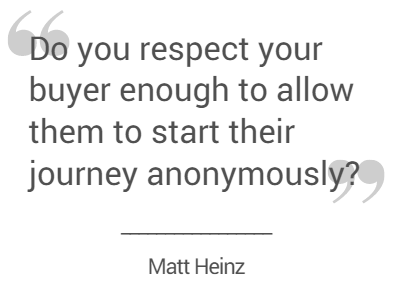 Do you respect your
buyer enough to allow
them to start their
journey anonymously?
Matt Heinz